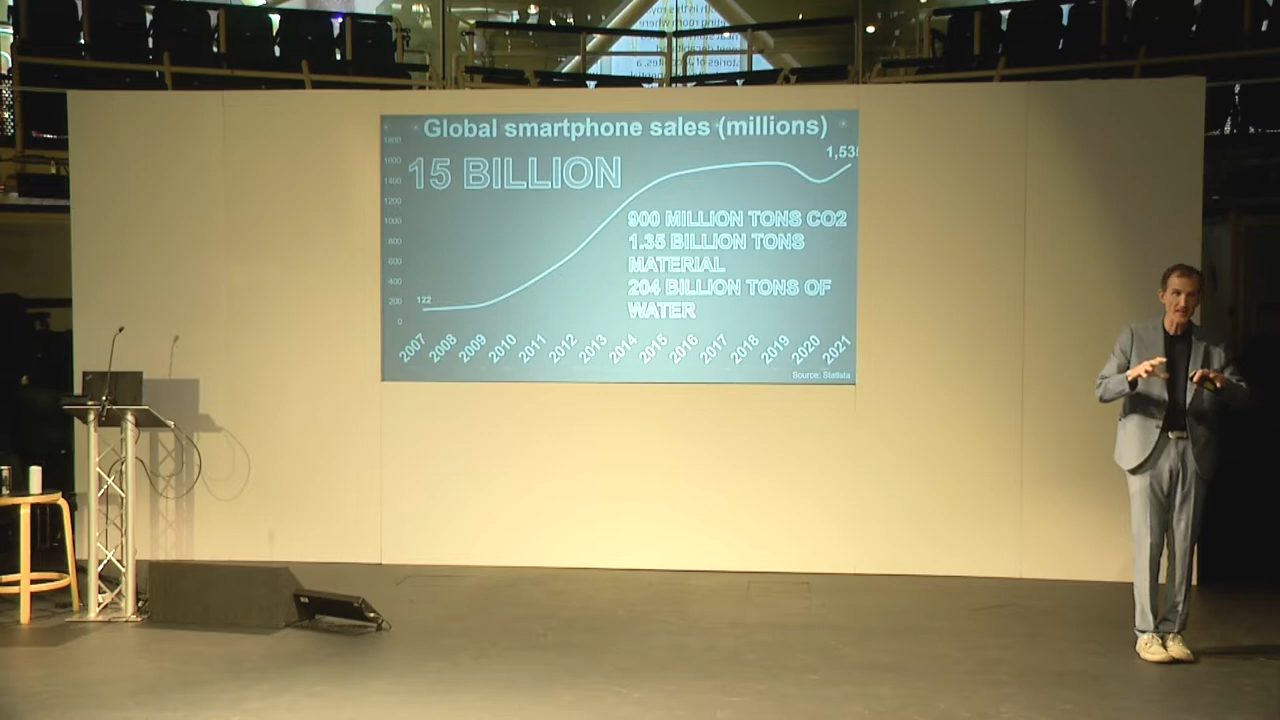 Global smartphone sales (millions)
1800
1600
1400
1200
1000
800
600
400
200
0
15 BILLION
1,535
900 MILLION TONS CO2
1.35 BILLION TONS
MATERIAL
204 BILLION TONS OF
WATER
122
2007 2008 2009 2010 2011 2012 2013 2014 2015 2016 2017 2018 2019 2020 2021
Source: Statista